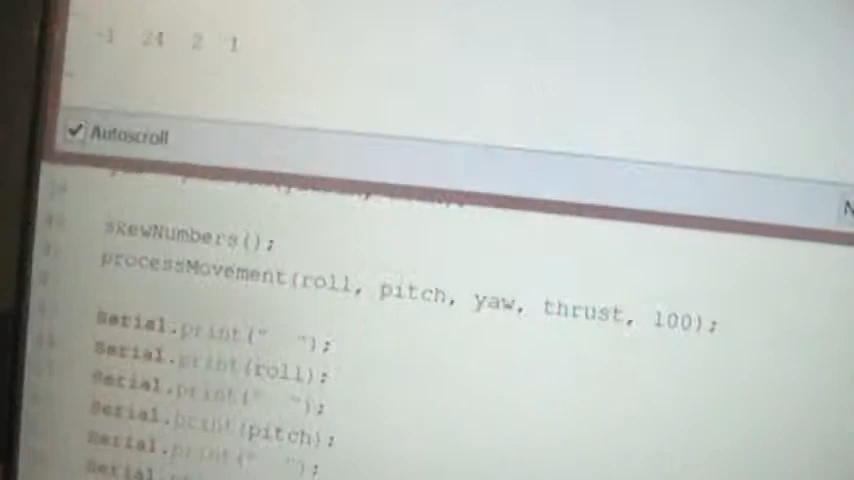 -1 24 2 1
Autoscroll
skewNumbers();
processMovement(roll, pitch, yaw, thrust, 100);
Serial.print("   ");
Serial.print(roll);
Serial.print("   ");
Serial.print(pitch);
Serial.print("   ");